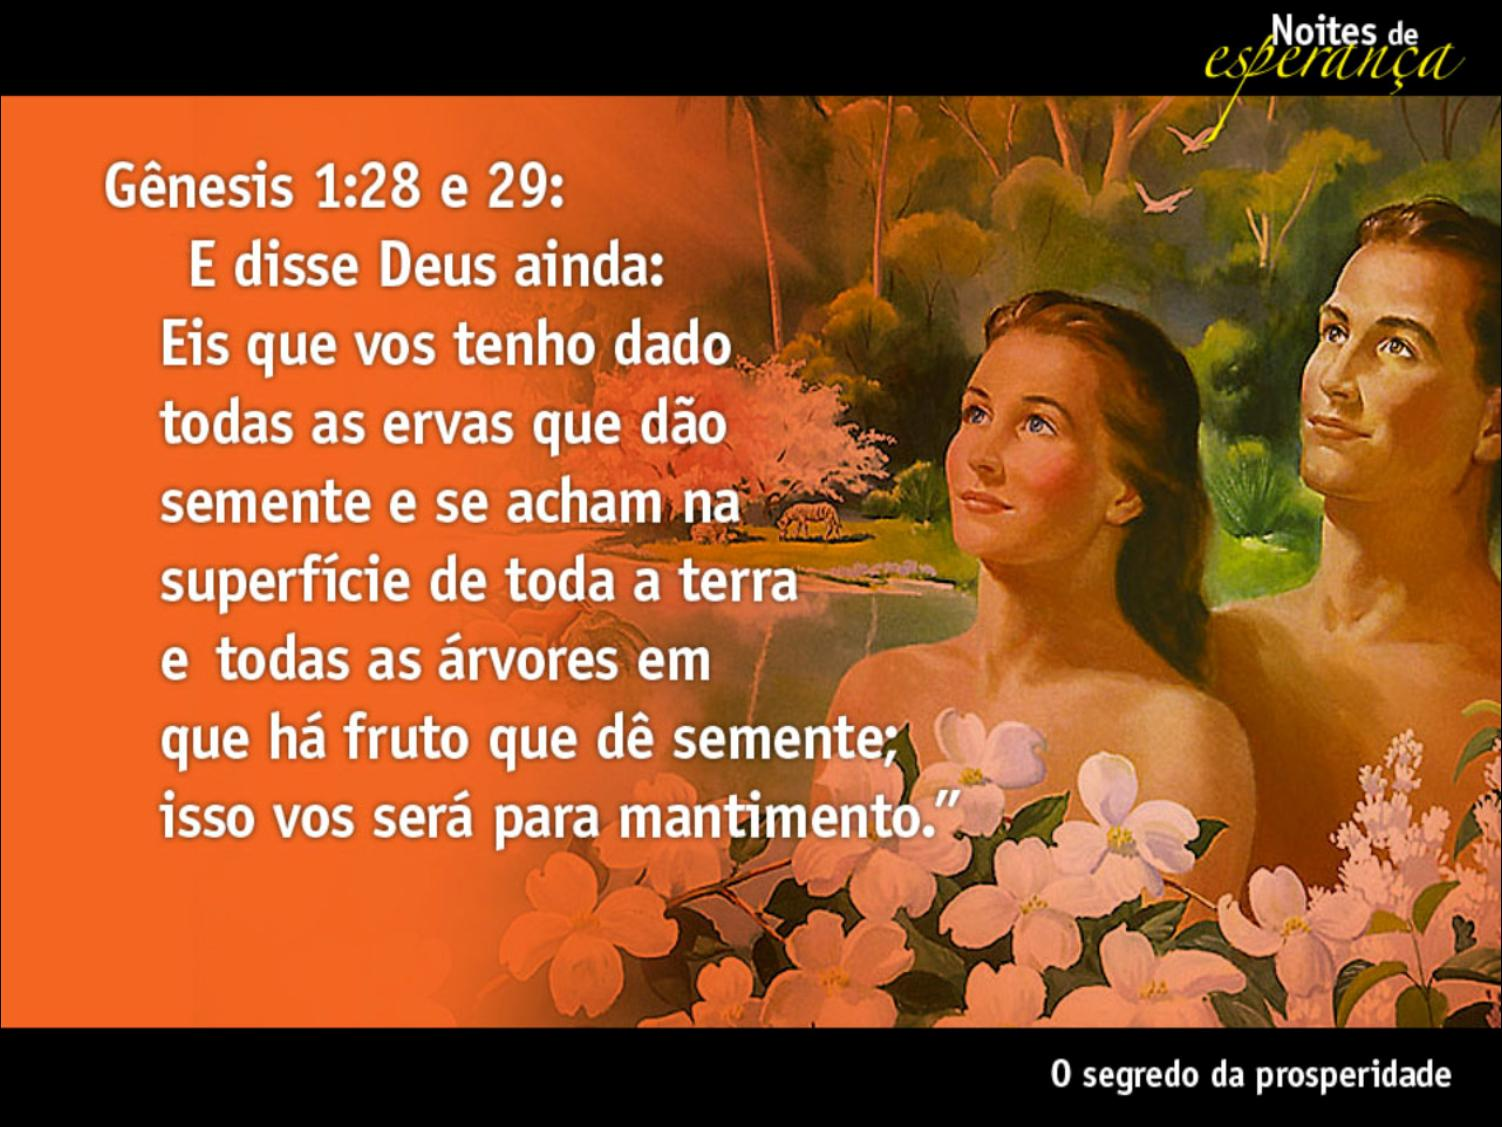 Noites de
esperança
Gênesis 1:28 e 29:
E disse Deus ainda:
Eis que vos tenho dado
todas as ervas que dão
semente e se acham na
superfície de toda a terra
e todas as árvores em
que há fruto que dê semente;
isso vos será para mantimento.”
O segredo da prosperidade